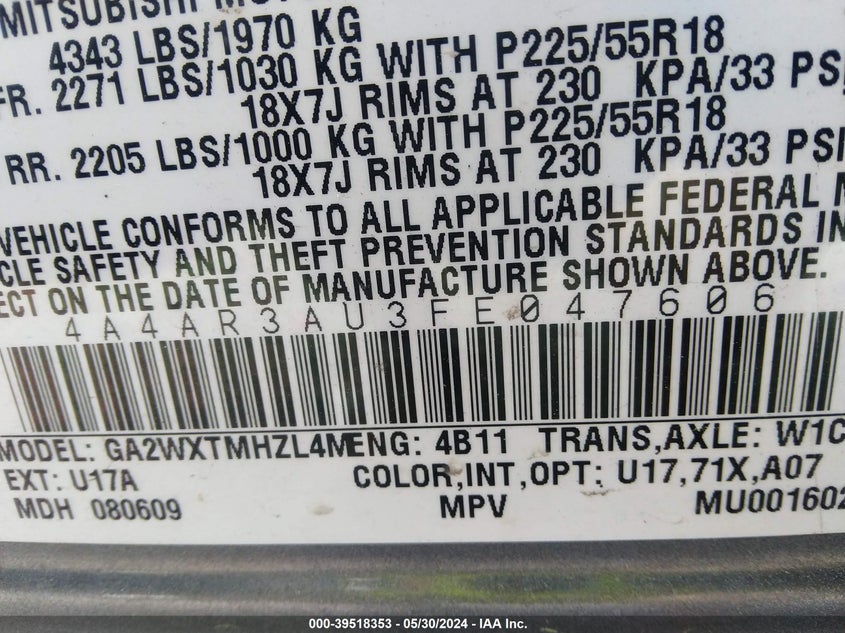 MITSUBISHI
4343 LBS/1970 KG
FR. 2271 LBS/1030 KG WITH P225/55R18
18X7J RIMS AT 230 KPA/33 PSI
RR. 2205 LBS/1000 KG WITH P225/55R18
18X7J RIMS AT 230 KPA/33 PSI
VEHICLE CONFORMS TO ALL APPLICABLE FEDERAL M
CLE SAFETY AND THEFT PREVENTION STANDARDS IN
ECT ON THE DATE OF MANUFACTURE SHOWN ABOVE.
4A4AR3AU3FE047606
MODEL: GA2WXTMHZL4M ENG: 4B11 TRANS,AXLE: W1C
EXT: U17A COLOR,INT,OPT: U17,71X,A07
MDH 080609 MPV MU001602
000-39518353 — 05/30/2024 — IAA Inc.